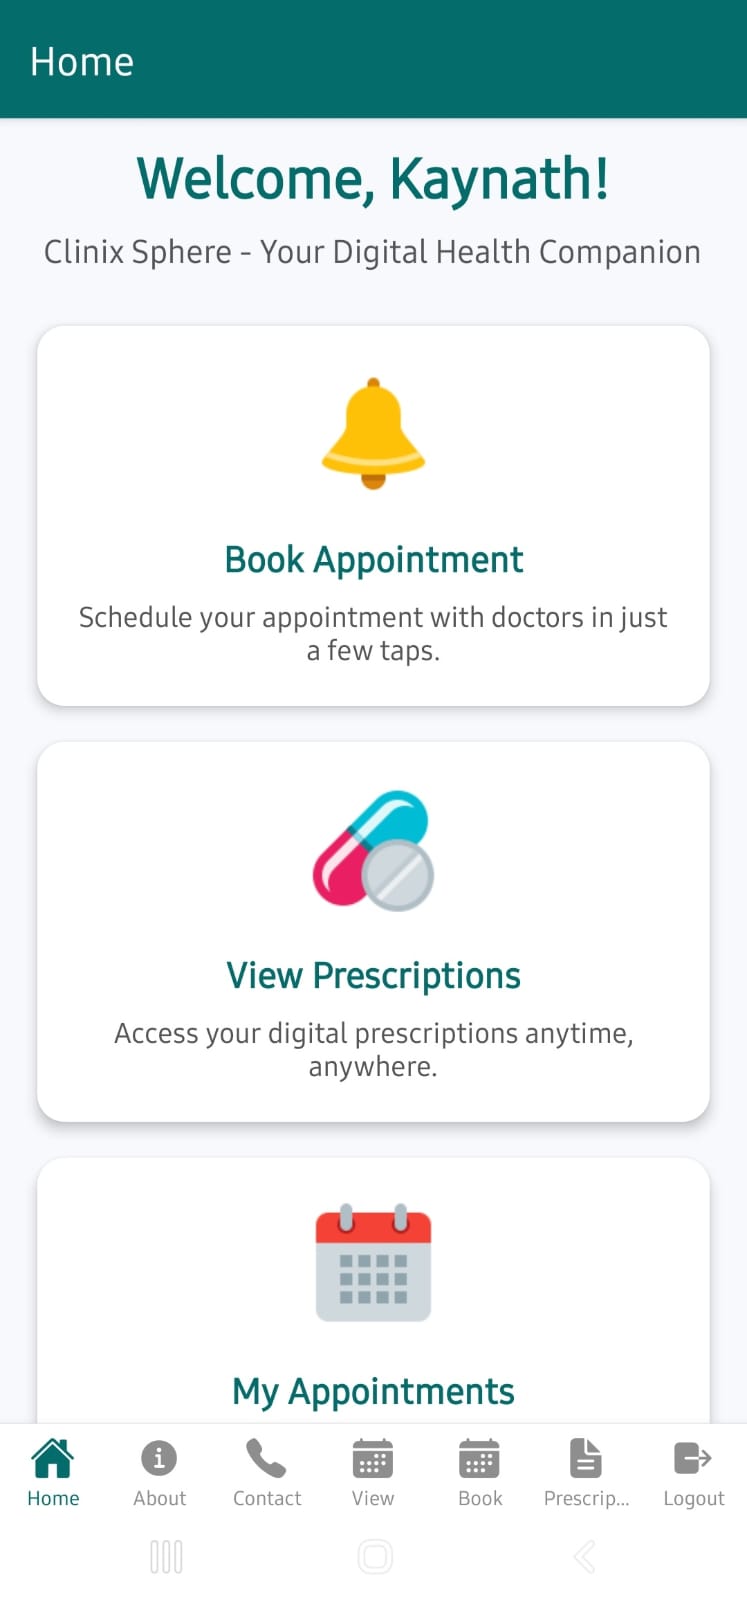 Home
Welcome, Kaynath!
Clinix Sphere - Your Digital Health Companion
Book Appointment
Schedule your appointment with doctors in just
a few taps.
View Prescriptions
Access your digital prescriptions anytime,
anywhere.
My Appointments
Home
About
Contact
View
Book
Prescrip...
Logout